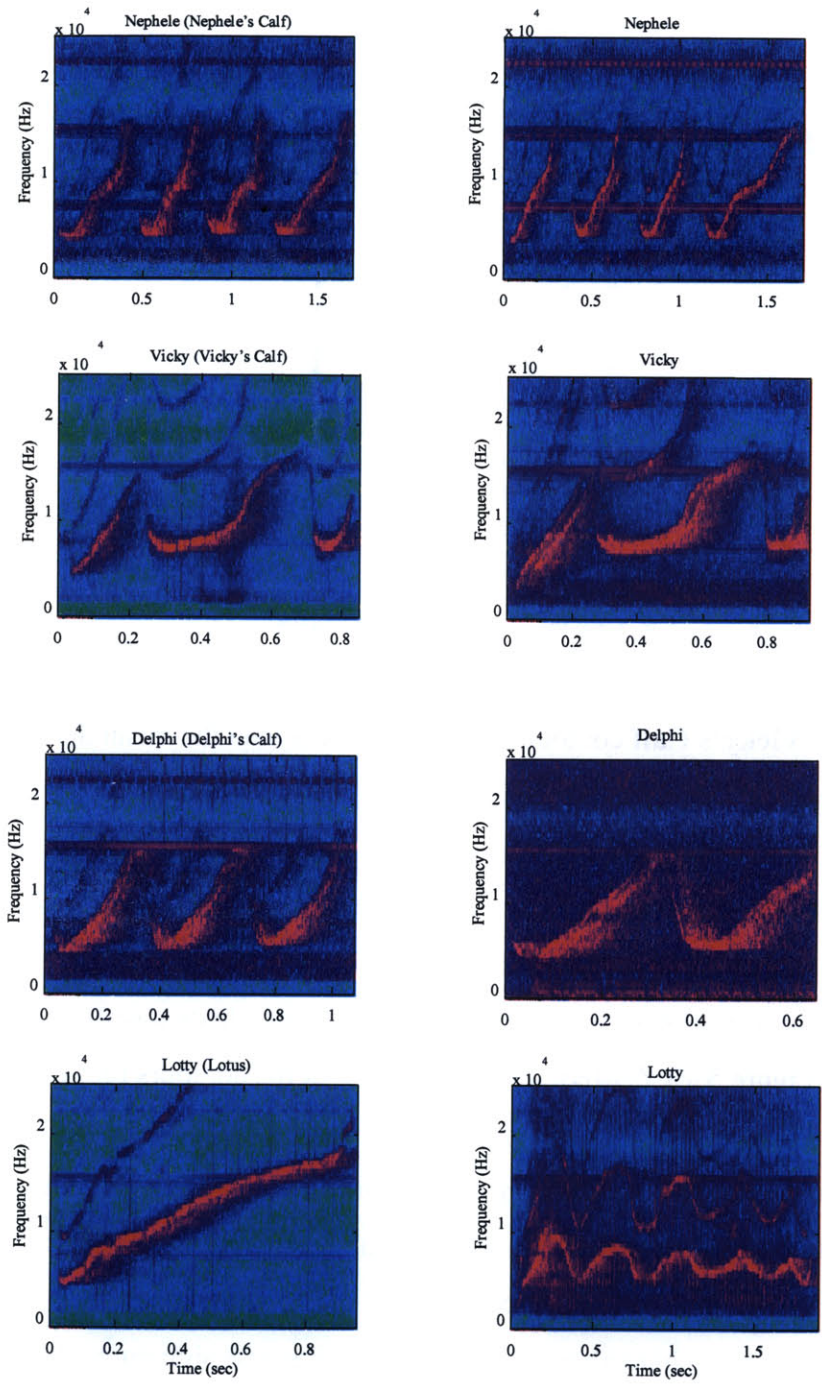 Nephele (Nephele's Calf)
x 10 4
Frequency (Hz)
2
1
0
0 0.5 1 1.5
Nephele
x 10 4
Frequency (Hz)
2
1
0
0 0.5 1 1.5
Vicky (Vicky's Calf)
x 10 4
Frequency (Hz)
2
1
0
0 0.2 0.4 0.6 0.8
Vicky
x 10 4
Frequency (Hz)
2
1
0
0 0.2 0.4 0.6 0.8
Delphi (Delphi's Calf)
x 10 4
Frequency (Hz)
2
1
0
0 0.2 0.4 0.6 0.8 1
Delphi
x 10 4
Frequency (Hz)
2
1
0
0 0.2 0.4 0.6
Lotty (Lotus)
x 10 4
Frequency (Hz)
2
1
0
0 0.2 0.4 0.6 0.8
Time (sec)
Lotty
x 10 4
Frequency (Hz)
2
1
0
0 0.5 1 1.5
Time (sec)